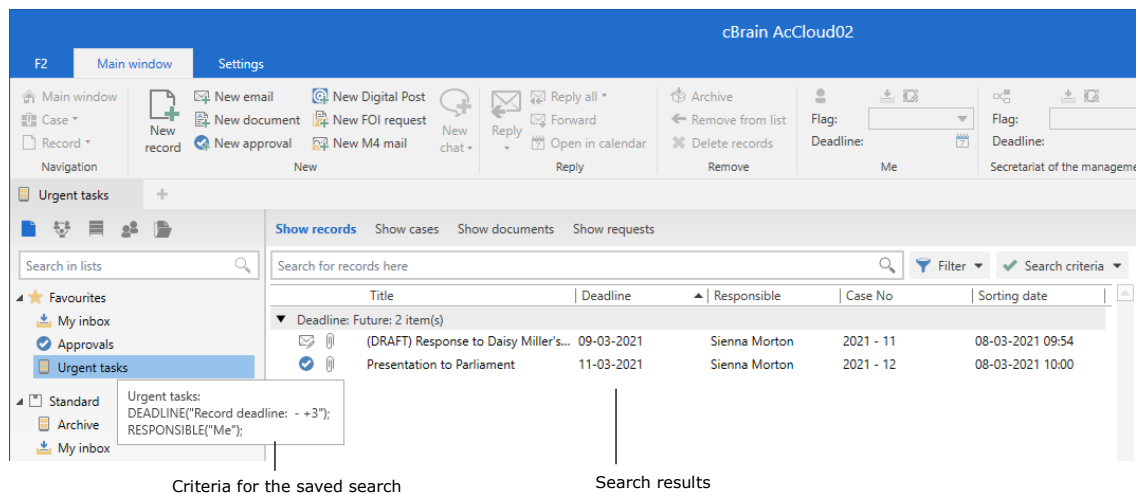 cBrain AcCloud02
F2 Main window Settings
Main window
Case
Record
Navigation
New record
New email
New document
New approval
New Digital Post
New FOI request
New M4 mail
New chat
New
Reply
Reply all
Forward
Open in calendar
Reply
Archive
Remove from list
Delete records
Remove
Flag:
Deadline:
Me
Flag:
Deadline:
Secretariat of the manageme
Urgent tasks
Show records Show cases Show documents Show requests
Search in lists
Search for records here
Filter
Search criteria
Favourites
My inbox
Approvals
Urgent tasks
Standard
Archive
My inbox
Urgent tasks:
DEADLINE("Record deadline: - +3");
RESPONSIBLE("Me");
Title Deadline Responsible Case No Sorting date
Deadline: Future: 2 item(s)
(DRAFT) Response to Daisy Miller's... 09-03-2021 Sienna Morton 2021 - 11 08-03-2021 09:54
Presentation to Parliament 11-03-2021 Sienna Morton 2021 - 12 08-03-2021 10:00
Criteria for the saved search
Search results